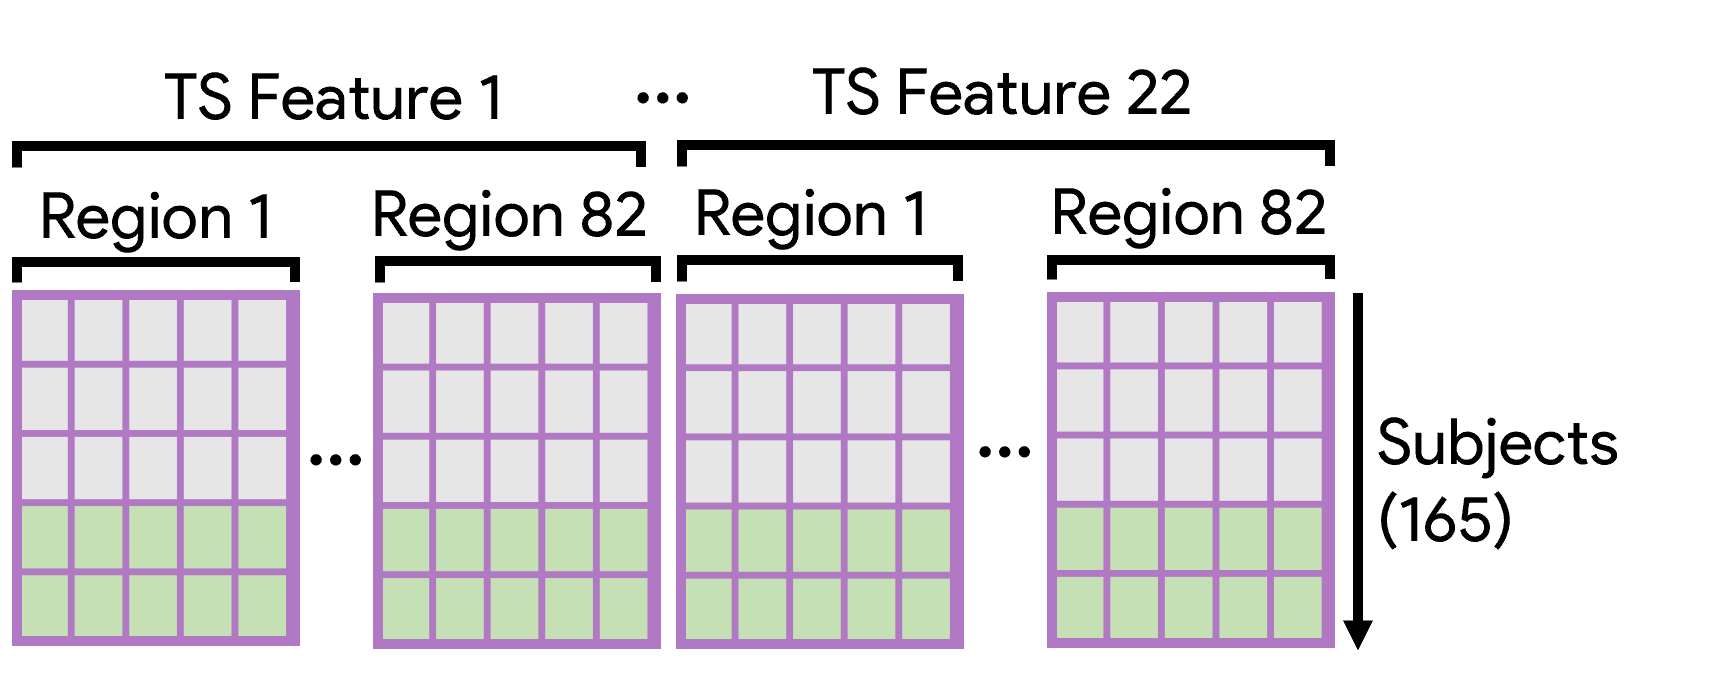 TS Feature 1 ... TS Feature 22
Region 1 Region 82 Region 1 Region 82
... ... Subjects
(165)